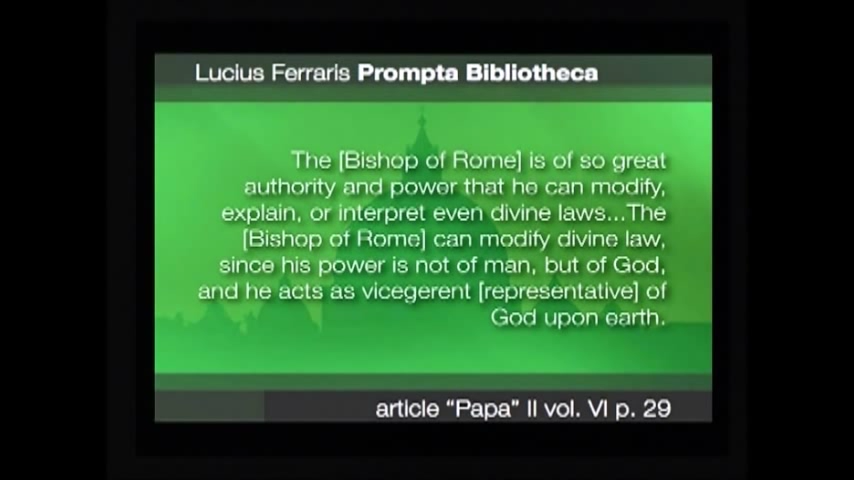 Lucius Ferraris Prompta Bibliotheca
The [Bishop of Rome] is of so great
authority and power that he can modify,
explain, or interpret even divine laws...The
[Bishop of Rome] can modify divine law,
since his power is not of man, but of God,
and he acts as vicegerent [representative] of
God upon earth.
article “Papa” II vol. VI p. 29